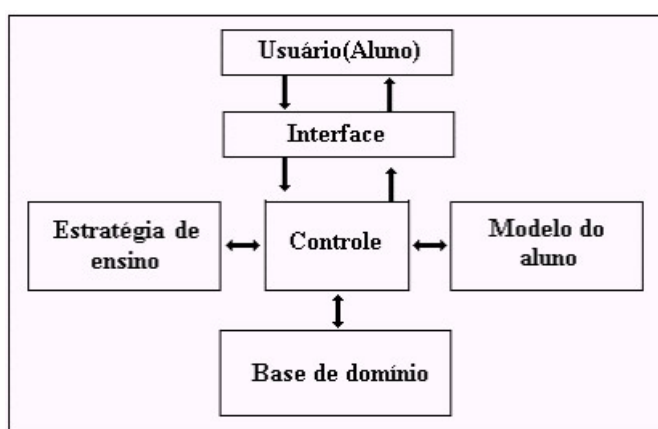 Usuário(Aluno)
Interface
Estratégia de
ensino
Controle
Modelo do
aluno
Base de domínio